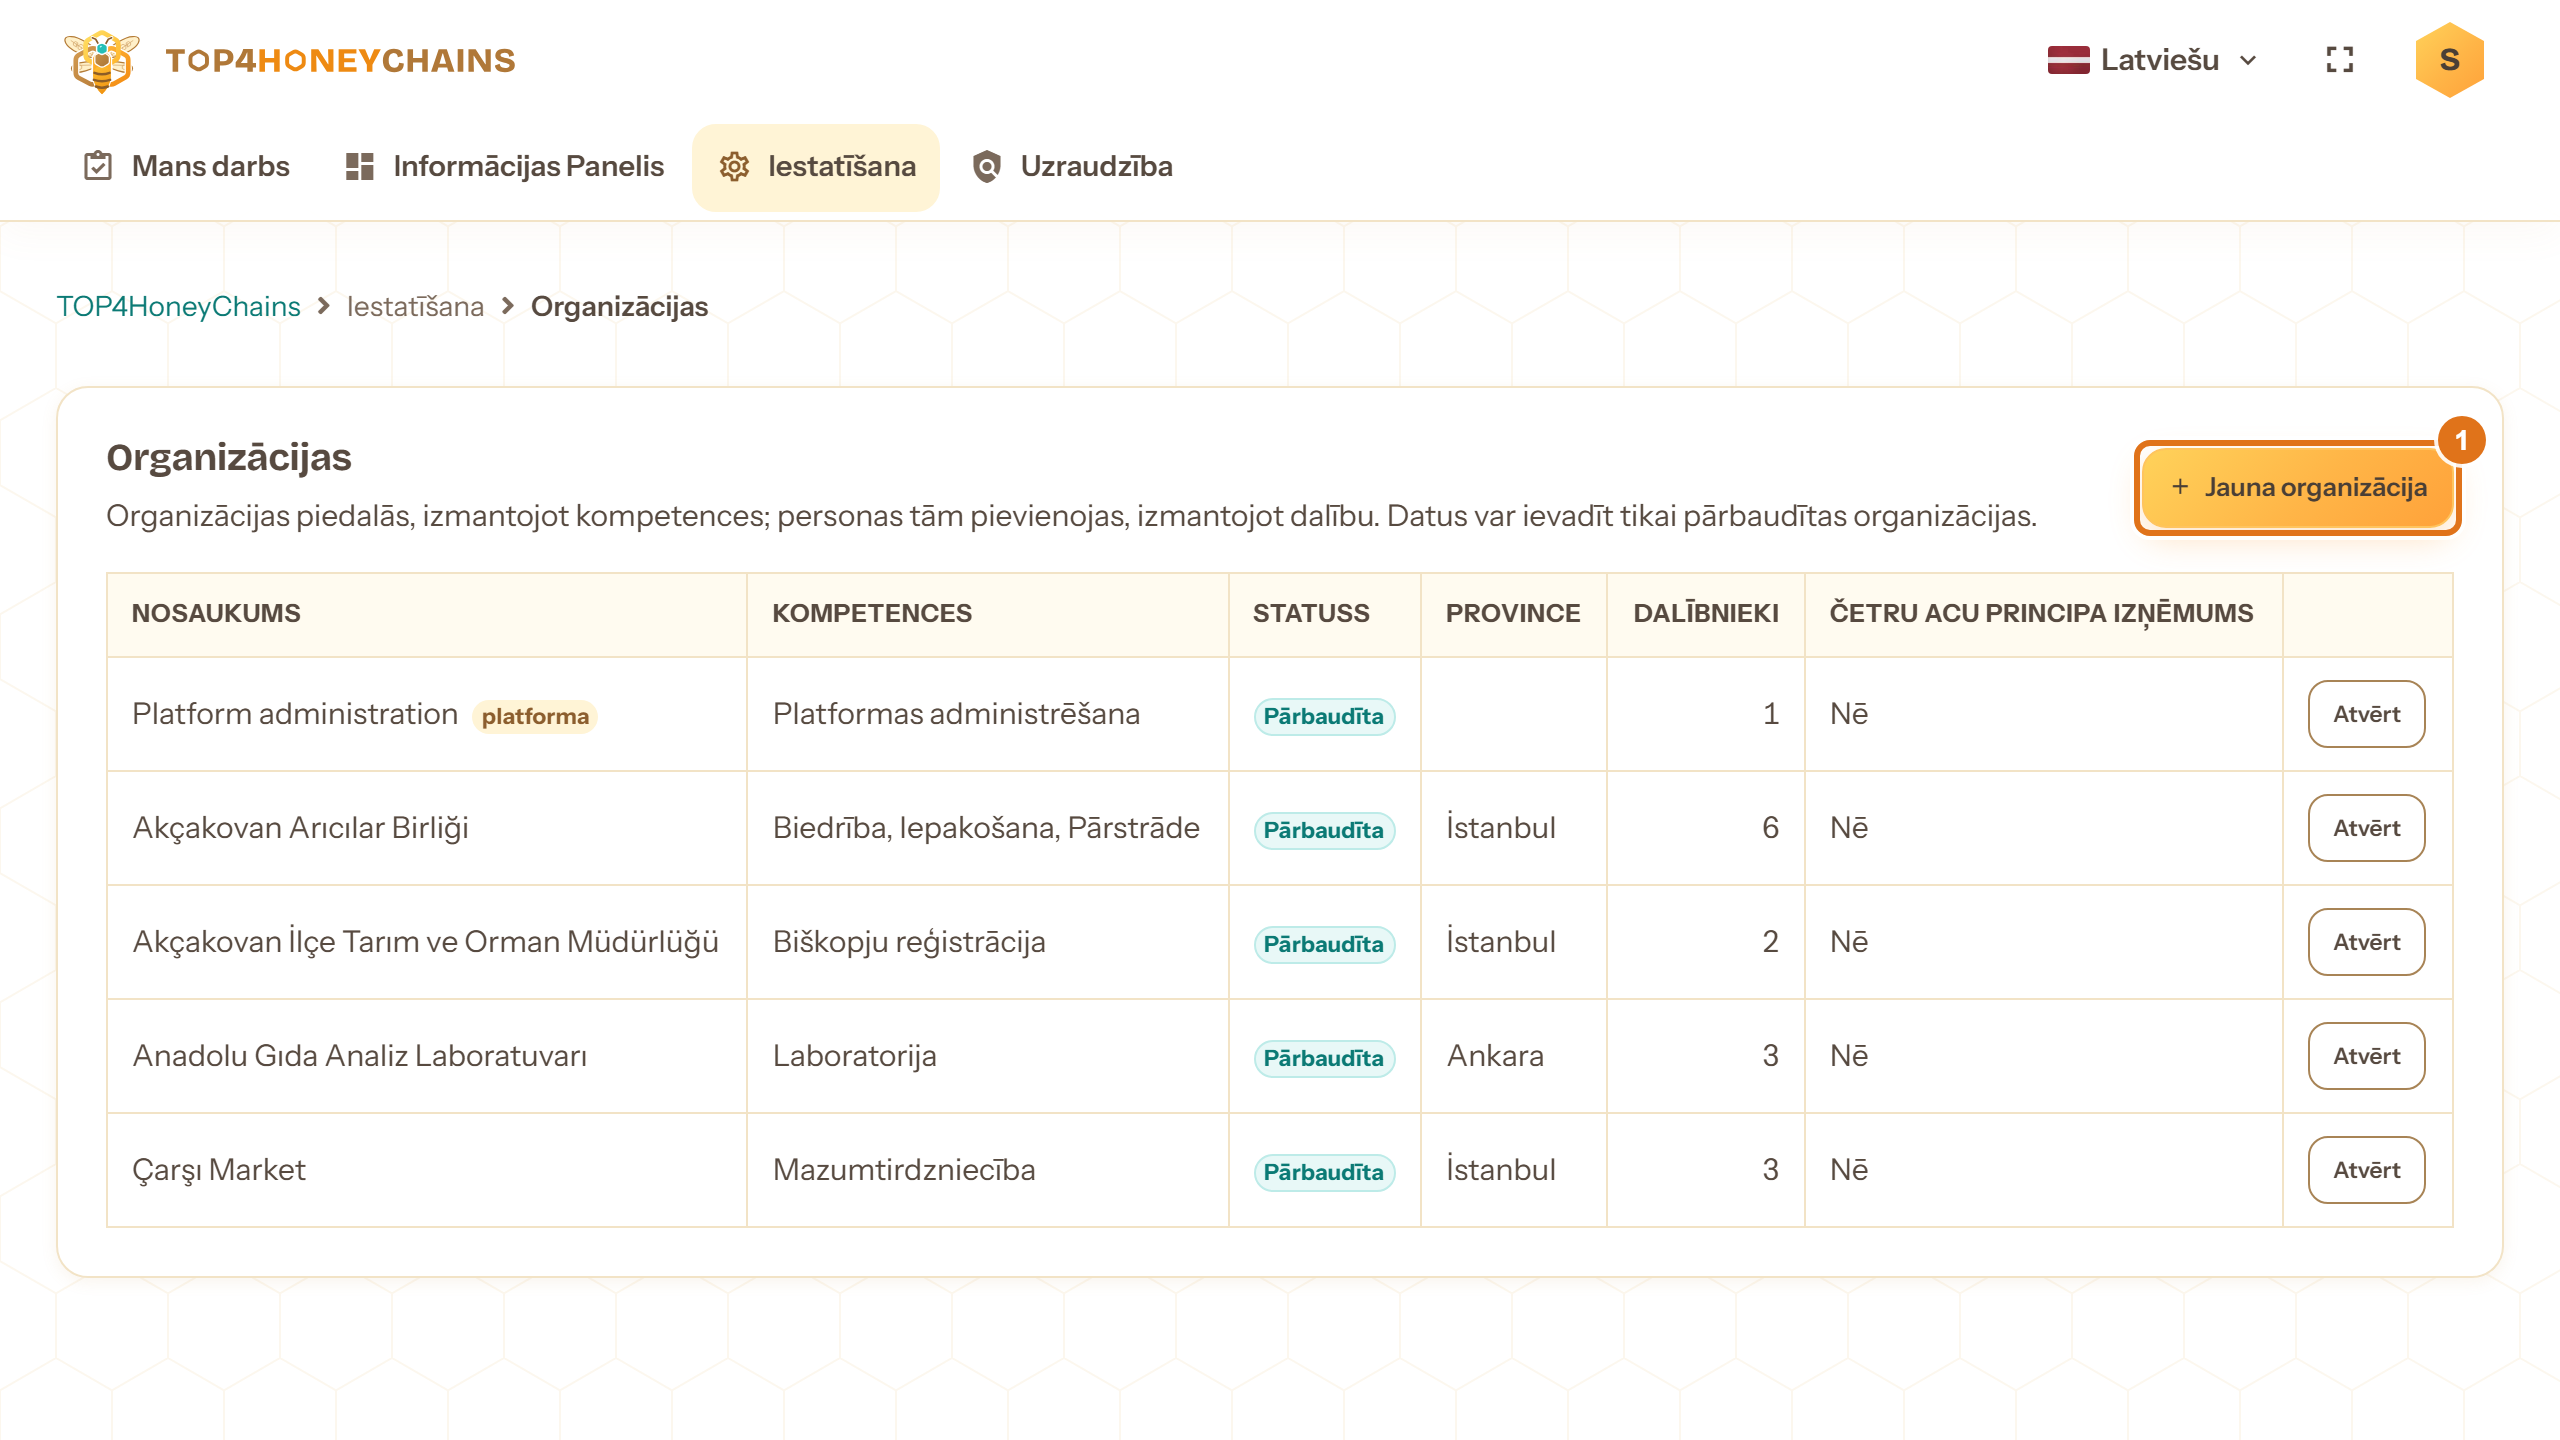 TOP4HONEYCHAINS
Latviešu
S
Mans darbs
Informācijas Panelis
Iestatīšana
Uzraudzība
TOP4HoneyChains > Iestatīšana > Organizācijas
Organizācijas
1
+ Jauna organizācija
Organizācijas piedalās, izmantojot kompetences; personas tām pievienojas, izmantojot dalību. Datus var ievadīt tikai pārbaudītas organizācijas.
NOSAUKUMS KOMPETENCES STATUSS PROVINCE DALĪBNIEKI ČETRU ACU PRINCIPA IZŅĒMUMS
Platform administration platforma Platformas administrēšana Pārbaudīta 1 Nē Atvērt
Akçakovan Arıcılar Birliği Biedrība, Iepakošana, Pārstrāde Pārbaudīta İstanbul 6 Nē Atvērt
Akçakovan İlçe Tarım ve Orman Müdürlüğü Biškopju reģistrācija Pārbaudīta İstanbul 2 Nē Atvērt
Anadolu Gıda Analiz Laboratuvarı Laboratorija Pārbaudīta Ankara 3 Nē Atvērt
Çarşı Market Mazumtirdzniecība Pārbaudīta İstanbul 3 Nē Atvērt